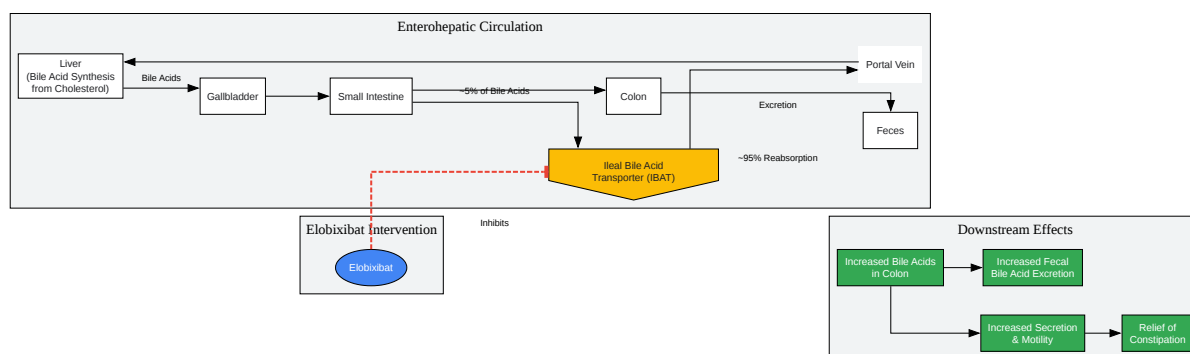 Enterohepatic Circulation
Liver
(Bile Acid Synthesis
from Cholesterol)
Bile Acids
Gallbladder
Small Intestine
~5% of Bile Acids
Colon
Portal Vein
Excretion
Feces
Ileal Bile Acid
Transporter (IBAT)
~95% Reabsorption
Inhibits
Elobixibat Intervention
Elobixibat
Downstream Effects
Increased Bile Acids
in Colon
Increased Fecal
Bile Acid Excretion
Increased Secretion
& Motility
Relief of
Constipation